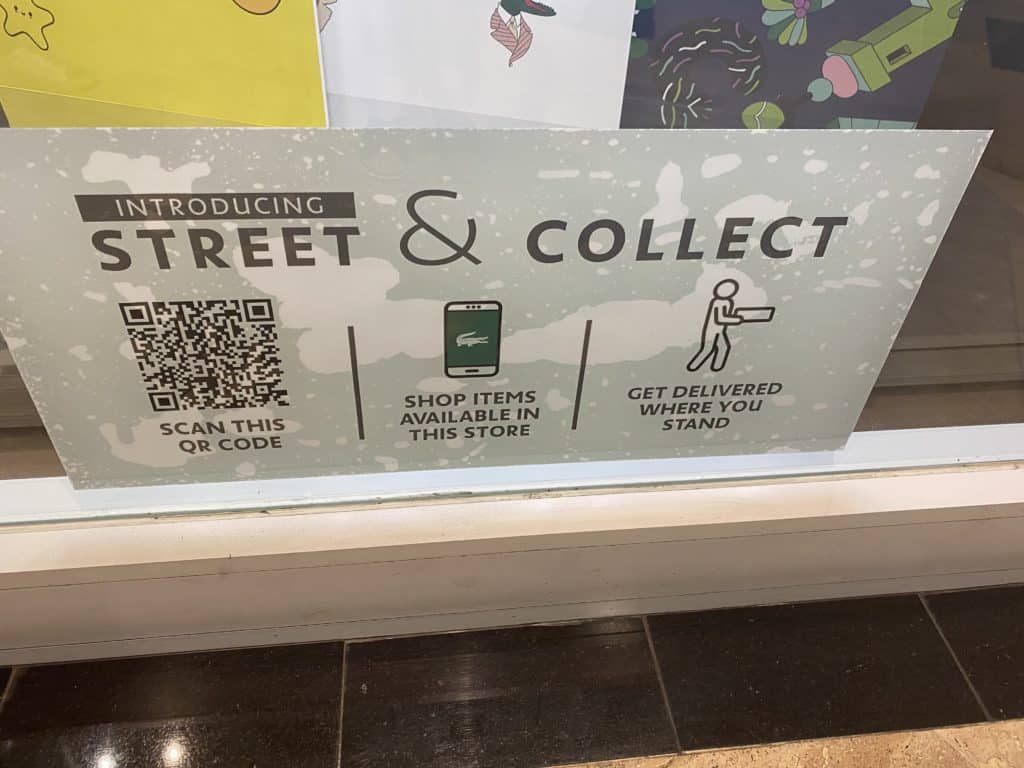 INTRODUCING
STREET & COLLECT
SCAN THIS
QR CODE
SHOP ITEMS
AVAILABLE IN
THIS STORE
GET DELIVERED
WHERE YOU
STAND